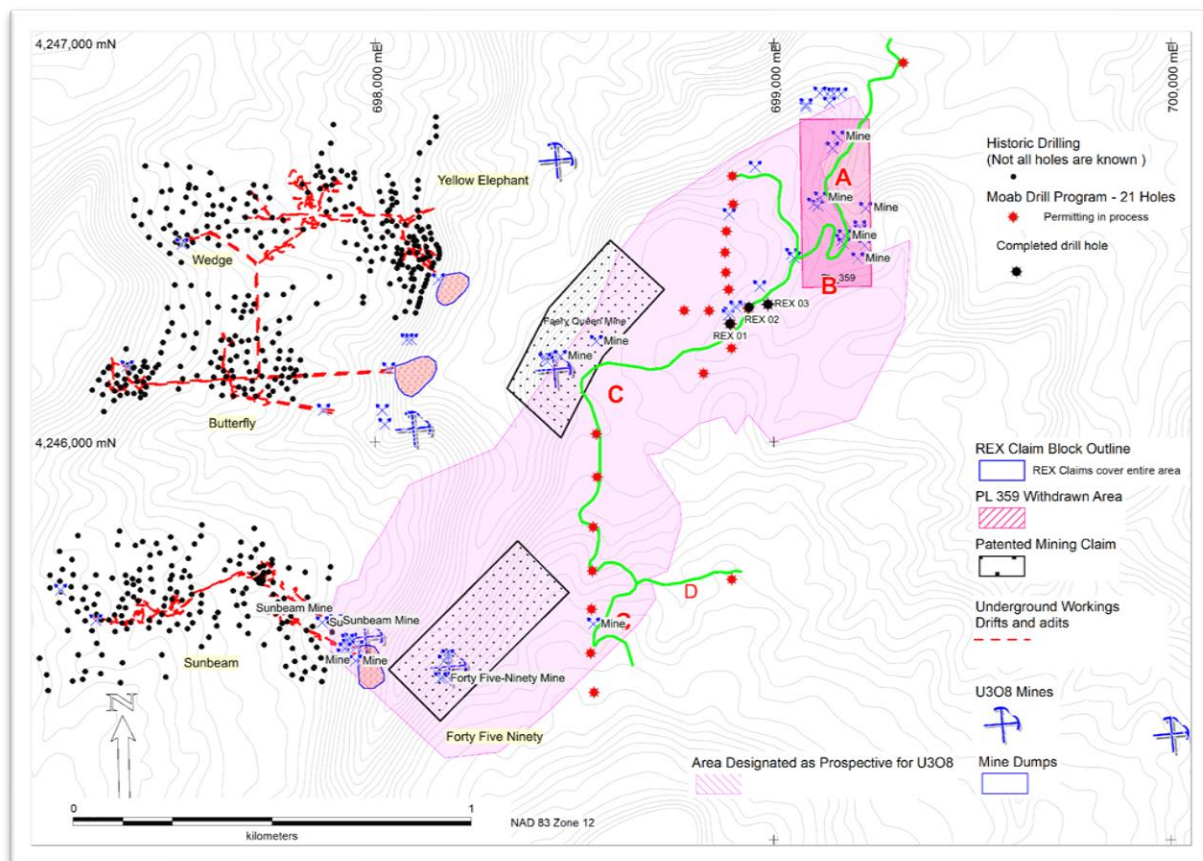 4,247,000 mN
698,000 mE
699,000 mE
700,000 mE
Yellow Elephant
Wedge
Butterfly
4,246,000 mN
Mine
A
Mine
Mine
Mine
Mine
359
B
REX 03
REX 02
REX 01
Faery Queen Mine
Mine
Mine
C
D
Mine
Sunbeam Mine
Su
Sunbeam Mine
Mine
Mine
Sunbeam
Forty Five-Ninety Mine
Forty Five Ninety
Historic Drilling
(Not all holes are known )
Moab Drill Program - 21 Holes
Permitting in process
Completed drill hole
REX Claim Block Outline
REX Claims cover entire area
PL 359 Withdrawn Area
Patented Mining Claim
Underground Workings
Drifts and adits
U3O8 Mines
Mine Dumps
Area Designated as Prospective for U3O8
N
0
1
kilometers
NAD 83 Zone 12